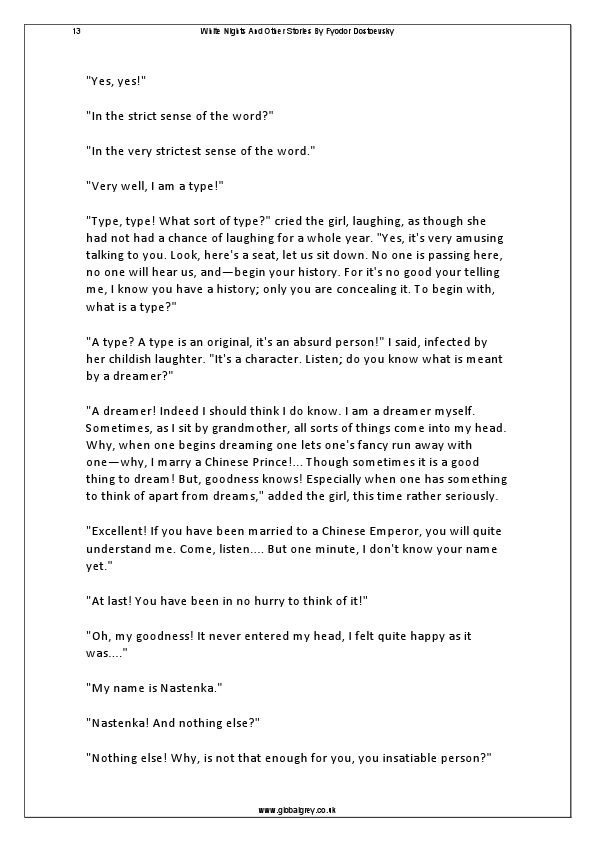 13 White Nights And Other Stories By Fyodor Dostoevsky
"Yes, yes!"
"In the strict sense of the word?"
"In the very strictest sense of the word."
"Very well, I am a type!"
"Type, type! What sort of type?" cried the girl, laughing, as though she
had not had a chance of laughing for a whole year. "Yes, it's very amusing
talking to you. Look, here's a seat, let us sit down. No one is passing here,
no one will hear us, and—begin your history. For it's no good your telling
me, I know you have a history; only you are concealing it. To begin with,
what is a type?"
"A type? A type is an original, it's an absurd person!" I said, infected by
her childish laughter. "It's a character. Listen; do you know what is meant
by a dreamer?"
"A dreamer! Indeed I should think I do know. I am a dreamer myself.
Sometimes, as I sit by grandmother, all sorts of things come into my head.
Why, when one begins dreaming one lets one's fancy run away with
one—why, I marry a Chinese Prince!... Though sometimes it is a good
thing to dream! But, goodness knows! Especially when one has something
to think of apart from dreams," added the girl, this time rather seriously.
"Excellent! If you have been married to a Chinese Emperor, you will quite
understand me. Come, listen.... But one minute, I don't know your name
yet."
"At last! You have been in no hurry to think of it!"
"Oh, my goodness! It never entered my head, I felt quite happy as it
was...."
"My name is Nastenka."
"Nastenka! And nothing else?"
"Nothing else! Why, is not that enough for you, you insatiable person?"
www.globalgrey.co.uk